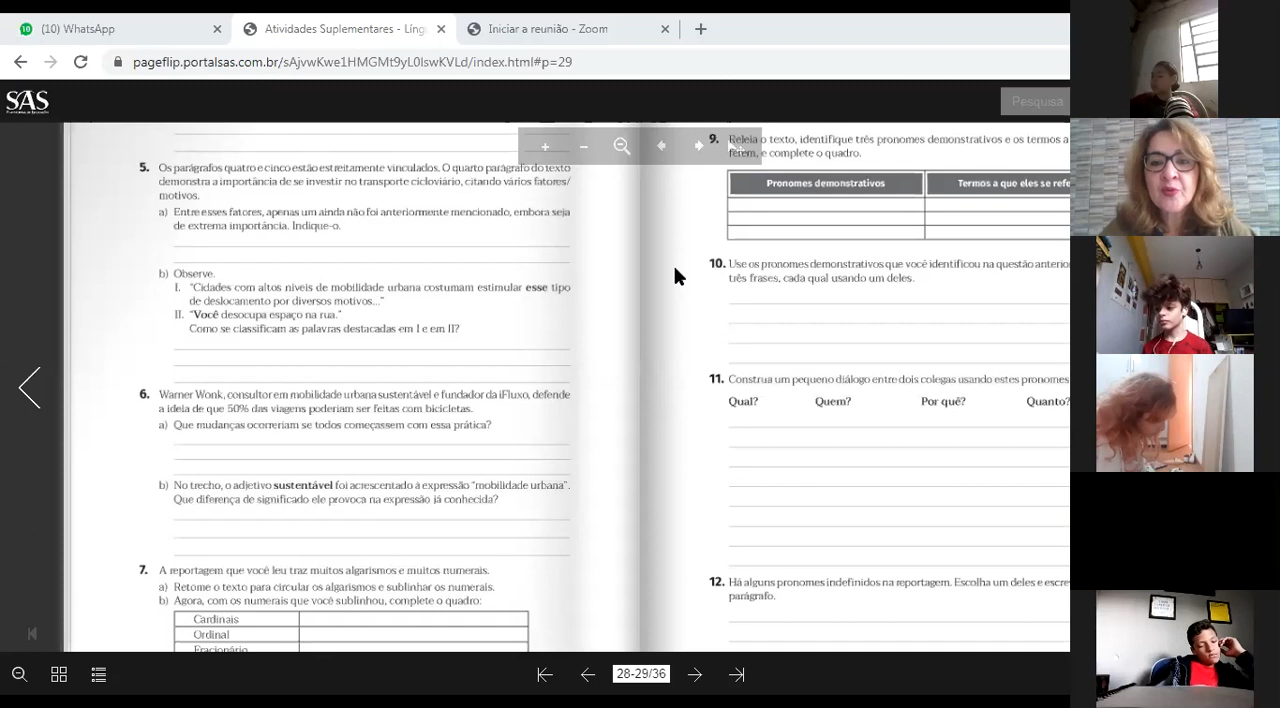 (10) WhatsApp
Atividades Suplementares - Líng
Iniciar a reunião - Zoom
pageflip.portalsas.com.br/sAjvwKwe1HMGMt9yL0lswKVLd/index.html#p=29
SAS
Pesquisa
5. Os parágrafos quatro e cinco estão estreitamente vinculados. O quarto parágrafo do texto
demonstra a importância de se investir no transporte cicloviário, citando vários fatores/
motivos.
a) Entre esses fatores, apenas um ainda não foi anteriormente mencionado, embora seja
de extrema importância. Indique-o.
b) Observe.
I. “Cidades com altos níveis de mobilidade urbana costumam estimular esse tipo
de deslocamento por diversos motivos...”
II. “Você desocupa espaço na rua.”
Como se classificam as palavras destacadas em I e em II?
6. Warner Wonk, consultor em mobilidade urbana sustentável e fundador da iFluxo, defende
a ideia de que 50% das viagens poderiam ser feitas com bicicletas.
a) Que mudanças ocorreriam se todos começassem com essa prática?
b) No trecho, o adjetivo sustentável foi acrescentado à expressão “mobilidade urbana”.
Que diferença de significado ele provoca na expressão já conhecida?
7. A reportagem que você leu traz muitos algarismos e muitos numerais.
a) Retome o texto para circular os algarismos e sublinhar os numerais.
b) Agora, com os numerais que você sublinhou, complete o quadro:
Cardinais
Ordinal
Fracionário
9. Releia o texto, identifique três pronomes demonstrativos e os termos a
ferem, e complete o quadro.
Pronomes demonstrativos
Termos a que eles se refe
10. Use os pronomes demonstrativos que você identificou na questão anterio
três frases, cada qual usando um deles.
11. Construa um pequeno diálogo entre dois colegas usando estes pronomes
Qual? Quem? Por quê? Quanto?
12. Há alguns pronomes indefinidos na reportagem. Escolha um deles e escre
parágrafo.
28-29/36